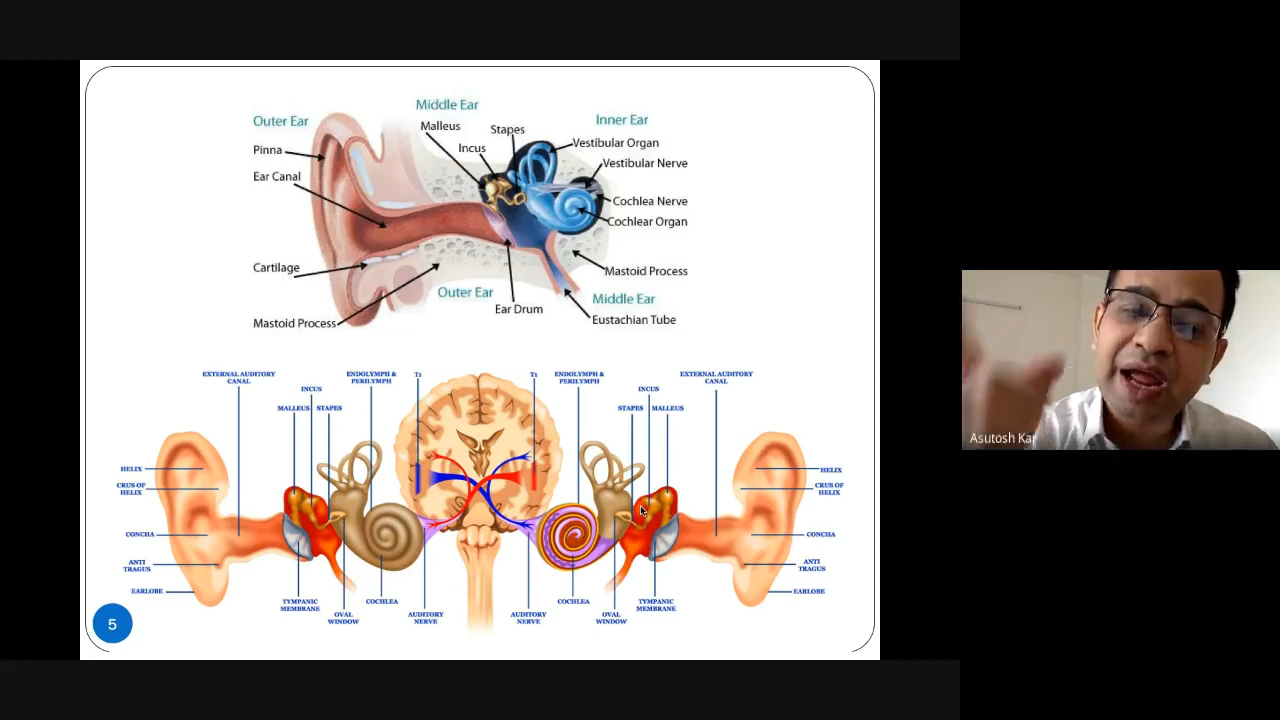 Middle Ear
Outer Ear
Malleus
Stapes
Inner Ear
Pinna
Incus
Vestibular Organ
Vestibular Nerve
Ear Canal
Cochlea Nerve
Cochlear Organ
Cartilage
Mastoid Process
Outer Ear
Ear Drum
Middle Ear
Mastoid Process
Eustachian Tube
EXTERNAL AUDITORY
CANAL
INCUS
MALLEUS
STAPES
ENDOLYMPH &
PERILYMPH
T1
T1
ENDOLYMPH &
PERILYMPH
INCUS
STAPES
MALLEUS
EXTERNAL AUDITORY
CANAL
HELIX
CRUS OF
HELIX
CONCHA
ANTI
TRAGUS
EARLOBE
HELIX
CRUS OF
HELIX
CONCHA
ANTI
TRAGUS
EARLOBE
TYMPANIC
MEMBRANE
OVAL
WINDOW
COCHLEA
AUDITORY
NERVE
AUDITORY
NERVE
COCHLEA
OVAL
WINDOW
TYMPANIC
MEMBRANE
5
Asutosh Kar